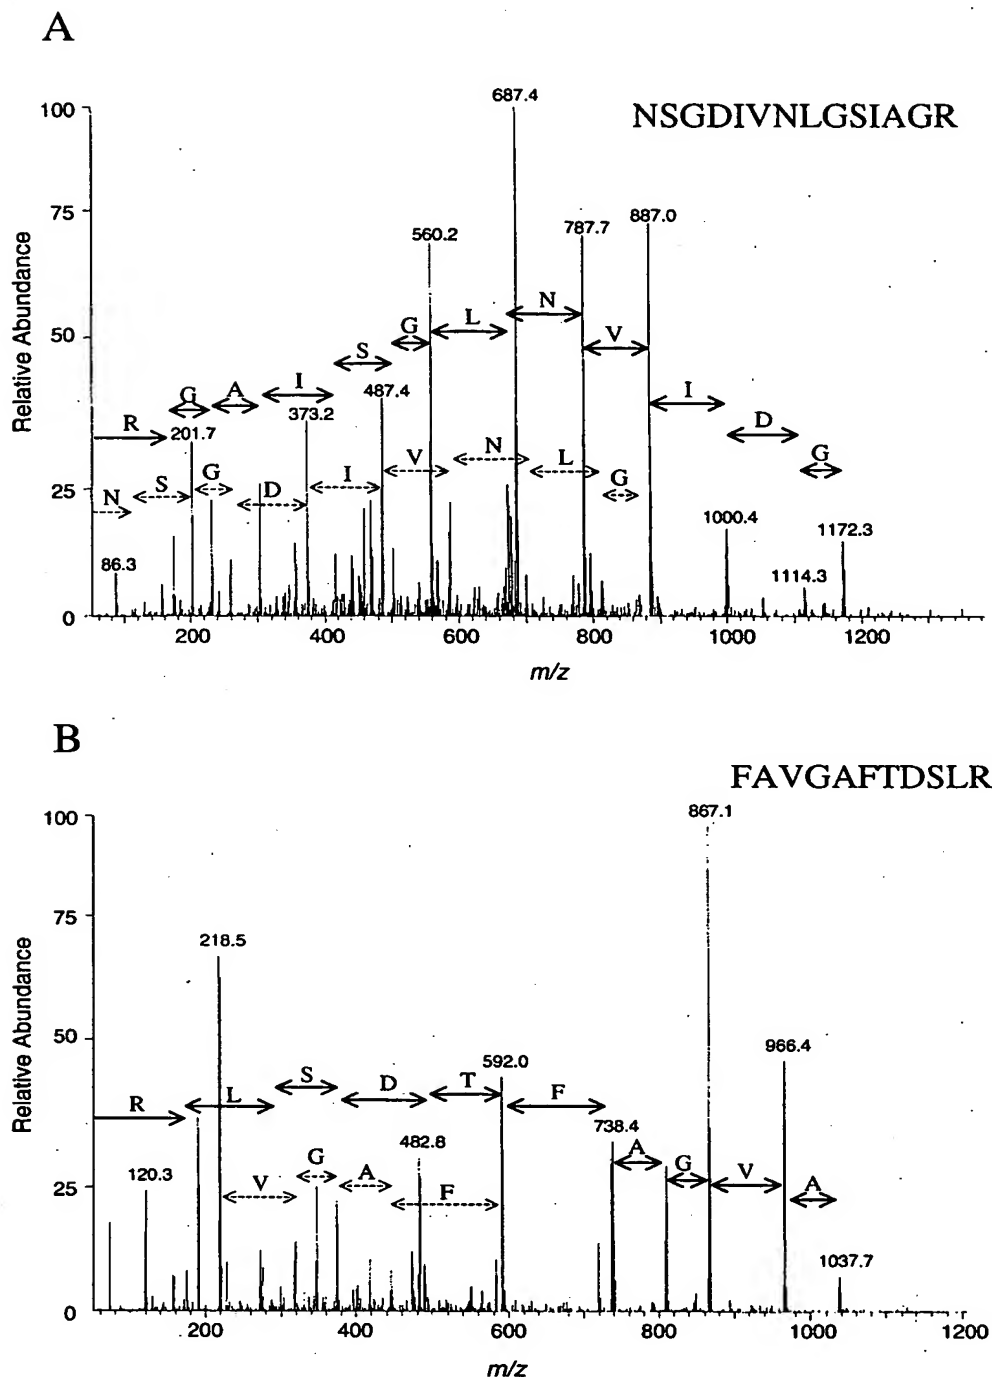 A
687.4
100
NSGDIVNLGSIAGR
75
560.2 787.7 887.0
Relative Abundance
50
N
G L
V
S
I 487.4
G A 373.2 I
R 201.7 D
V N
25 N S G D I L G G
1000.4 1172.3
86.3 1114.3
0
200 400 600 800 1000 1200
m/z
B
FAVGAFTDSLR
867.1
100
75
218.5
Relative Abundance
50
592.0 966.4
R L S D T F
738.4
482.8 A
120.3 G G
25 V A F V A
1037.7
0
200 400 600 800 1000 1200
m/z